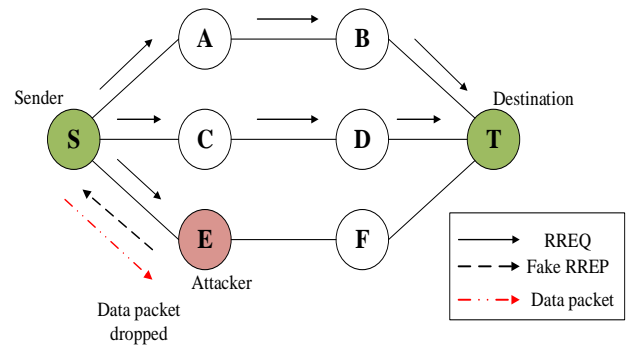 A
B
Sender
Destination
S
C
D
T
E
F
Attacker
Data packet
dropped
RREQ
Fake RREP
Data packet